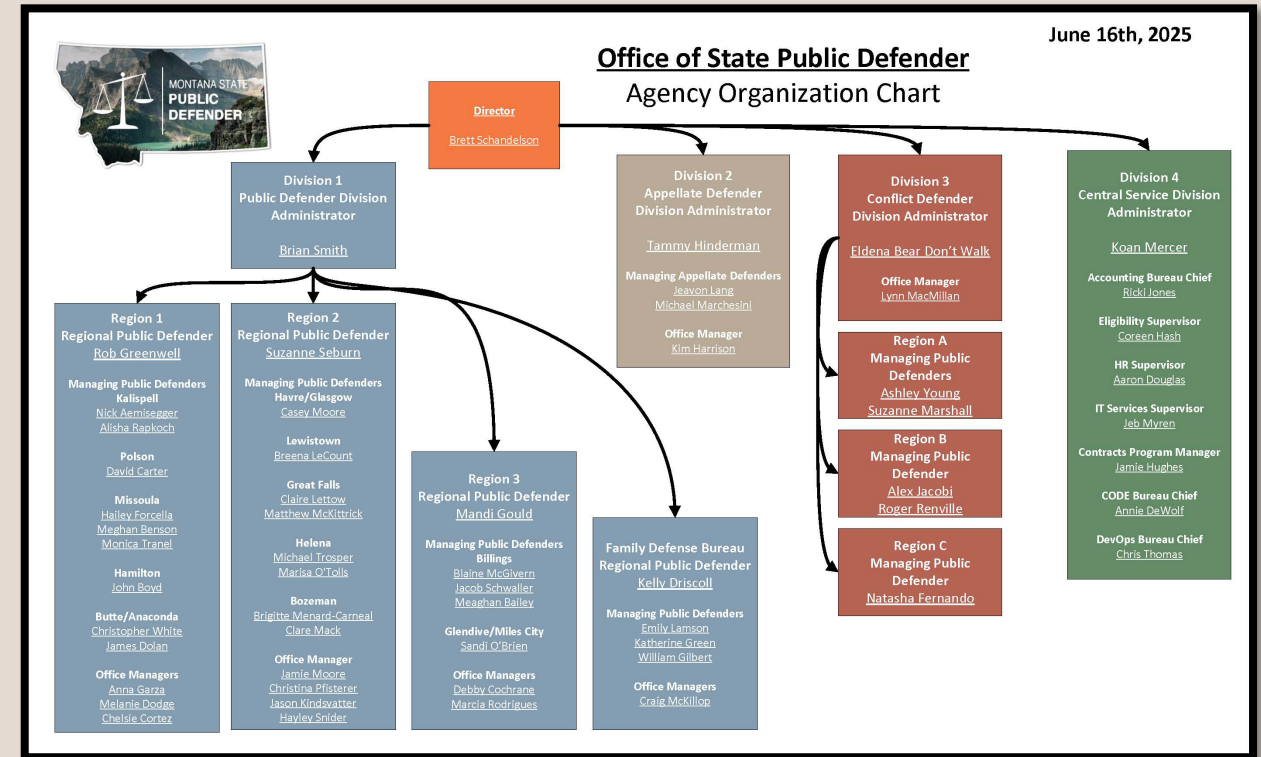 June 16th, 2025
Office of State Public Defender
Agency Organization Chart
MONTANA STATE
PUBLIC
DEFENDER
Director
Brett Schandelson
Division 1
Public Defender Division
Administrator
Brian Smith
Division 2
Appellate Defender
Division Administrator
Tammy Hinderman
Managing Appellate Defenders
Jeavon Lang
Michael Marchesini
Office Manager
Kim Harrison
Division 3
Conflict Defender
Division Administrator
Eldena Bear Don't Walk
Office Manager
Lynn MacMillan
Region A
Managing Public
Defenders
Ashley Young
Suzanne Marshall
Region B
Managing Public
Defender
Alex Jacobi
Roger Renville
Region C
Managing Public
Defender
Natasha Fernando
Division 4
Central Service Division
Administrator
Koan Mercer
Accounting Bureau Chief
Ricki Jones
Eligibility Supervisor
Coreen Hash
HR Supervisor
Aaron Douglas
IT Services Supervisor
Jeb Myren
Contracts Program Manager
Jamie Hughes
CODE Bureau Chief
Annie DeWolf
DevOps Bureau Chief
Chris Thomas
Region 1
Regional Public Defender
Rob Greenwell
Managing Public Defenders
Kalispell
Nick Aemisegger
Alisha Rapkoch
Polson
David Carter
Missoula
Hailey Forcella
Meghan Benson
Monica Tranel
Hamilton
John Boyd
Butte/Anaconda
Christopher White
James Dolan
Office Managers
Anna Garza
Melanie Dodge
Chelsie Cortez
Region 2
Regional Public Defender
Suzanne Seburn
Managing Public Defenders
Havre/Glasgow
Casey Moore
Lewistown
Breena LeCount
Great Falls
Claire Lettow
Matthew McKittrick
Helena
Michael Trosper
Marisa O'Tolls
Bozeman
Brigitte Menard-Carneal
Clare Mack
Office Manager
Jamie Moore
Christina Pfisterer
Jason Kindsvatter
Hayley Snider
Region 3
Regional Public Defender
Mandi Gould
Managing Public Defenders
Billings
Blaine McGivern
Jacob Schwaller
Meaghan Bailey
Glendive/Miles City
Sandi O'Brien
Office Managers
Debby Cochrane
Marcia Rodrigues
Family Defense Bureau
Regional Public Defender
Kelly Driscoll
Managing Public Defenders
Emily Lamson
Katherine Green
William Gilbert
Office Managers
Craig McKillop